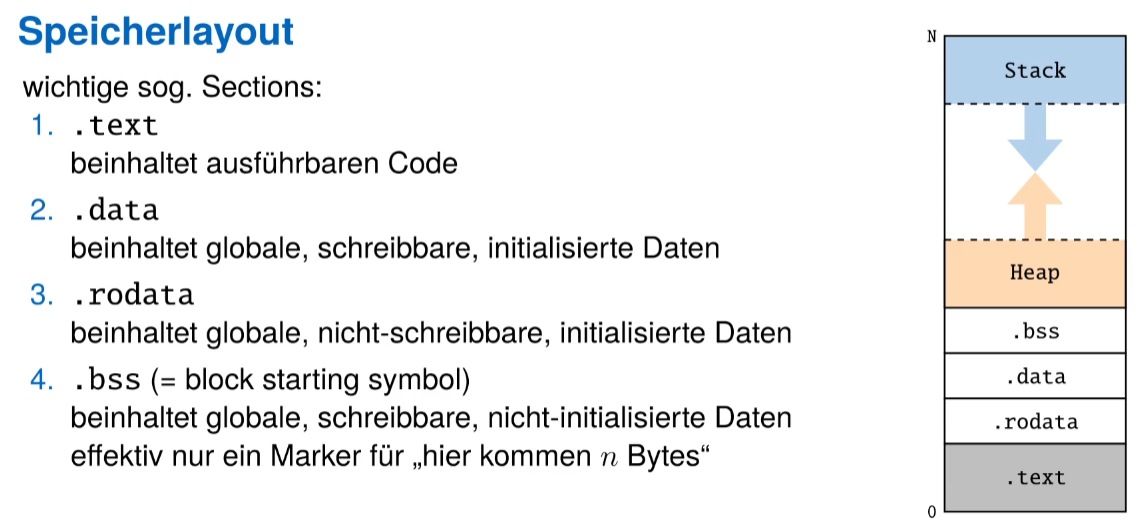 Speicherlayout
wichtige sog. Sections:
1. .text
beinhaltet ausführbaren Code
2. .data
beinhaltet globale, schreibbare, initialisierte Daten
3. .rodata
beinhaltet globale, nicht-schreibbare, initialisierte Daten
4. .bss (= block starting symbol)
beinhaltet globale, schreibbare, nicht-initialisierte Daten
effektiv nur ein Marker für „hier kommen n Bytes“
N
Stack
Heap
.bss
.data
.rodata
.text
0